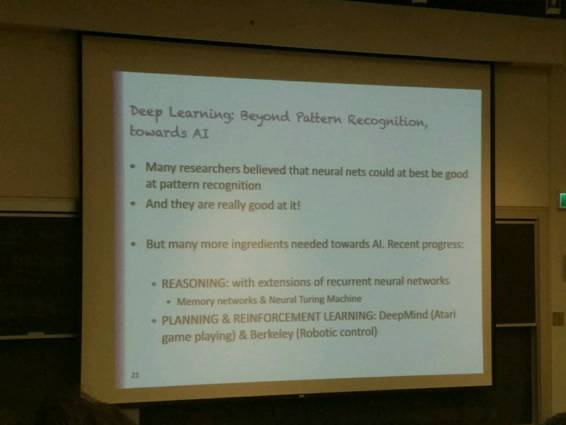 Deep Learning: Beyond Pattern Recognition,
towards AI
• Many researchers believed that neural nets could at best be good
at pattern recognition
• And they are really good at it!
• But many more ingredients needed towards AI. Recent progress:
• REASONING: with extensions of recurrent neural networks
• Memory networks & Neural Turing Machine
• PLANNING & REINFORCEMENT LEARNING: DeepMind (Atari
game playing) & Berkeley (Robotic control)
21